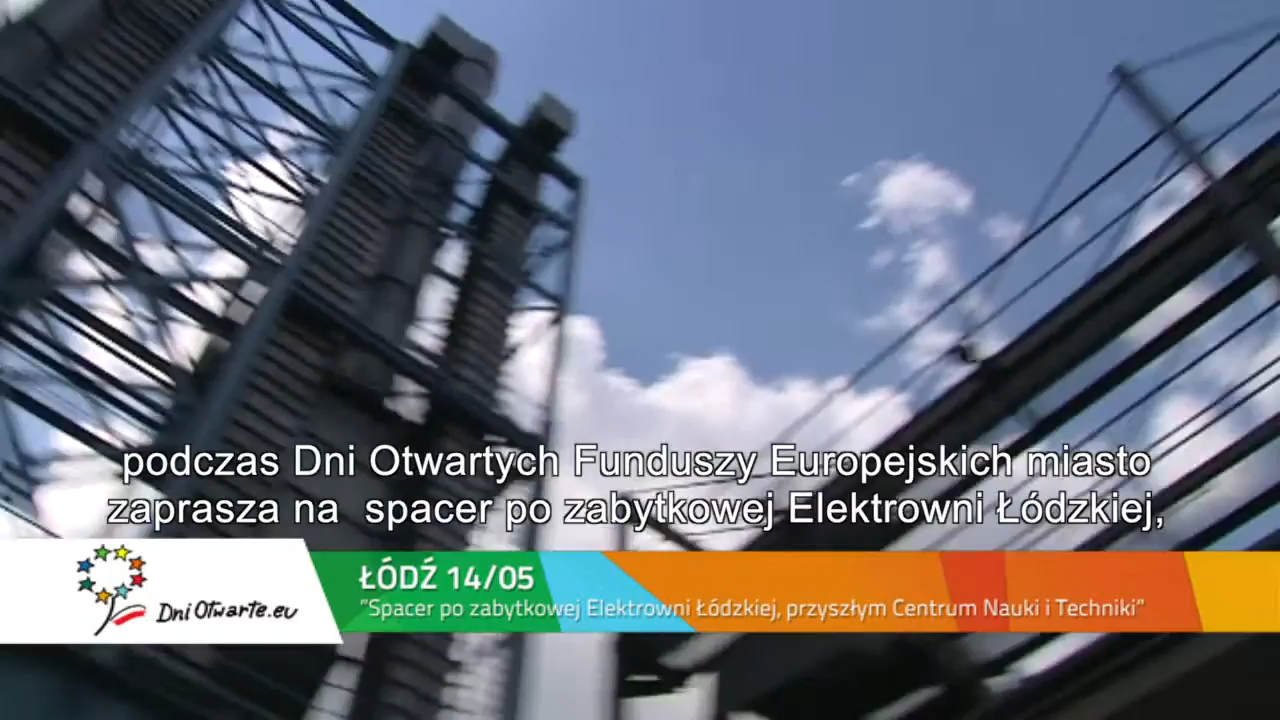 podczas Dni Otwartych Funduszy Europejskich miasto
zaprasza na  spacer po zabytkowej Elektrowni Łódzkiej,
ŁÓDŹ 14/05
"Spacer po zabytkowej Elektrowni Łódzkiej, przyszłym Centrum Nauki i Techniki"
Dni Otwarte.eu